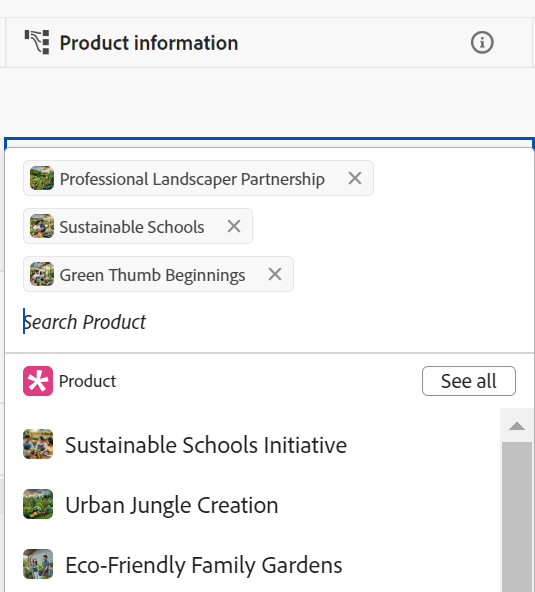 Product information
Professional Landscaper Partnership
Sustainable Schools
Green Thumb Beginnings
Search Product
Product
See all
Sustainable Schools Initiative
Urban Jungle Creation
Eco-Friendly Family Gardens